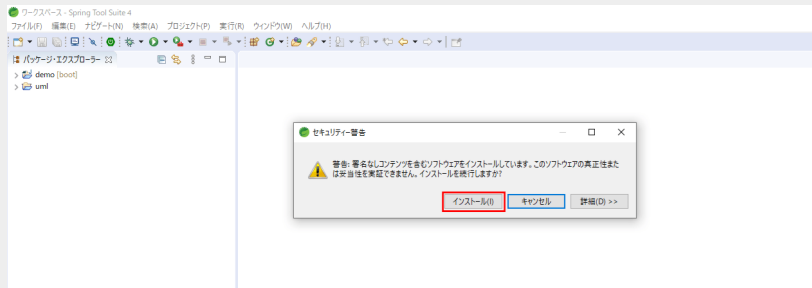 ワークスペース - Spring Tool Suite 4
ファイル(F) 編集(E) ナビゲート(N) 検索(A) プロジェクト(P) 実行(R) ウィンドウ(W) ヘルプ(H)
パッケージ・エクスプローラー
demo [boot]
uml
セキュリティー警告
警告: 署名なしコンテンツを含むソフトウェアをインストールしています。このソフトウェアの真正性また
は妥当性を実証できません。インストールを続行しますか?
インストール(I) キャンセル 詳細(D) >>